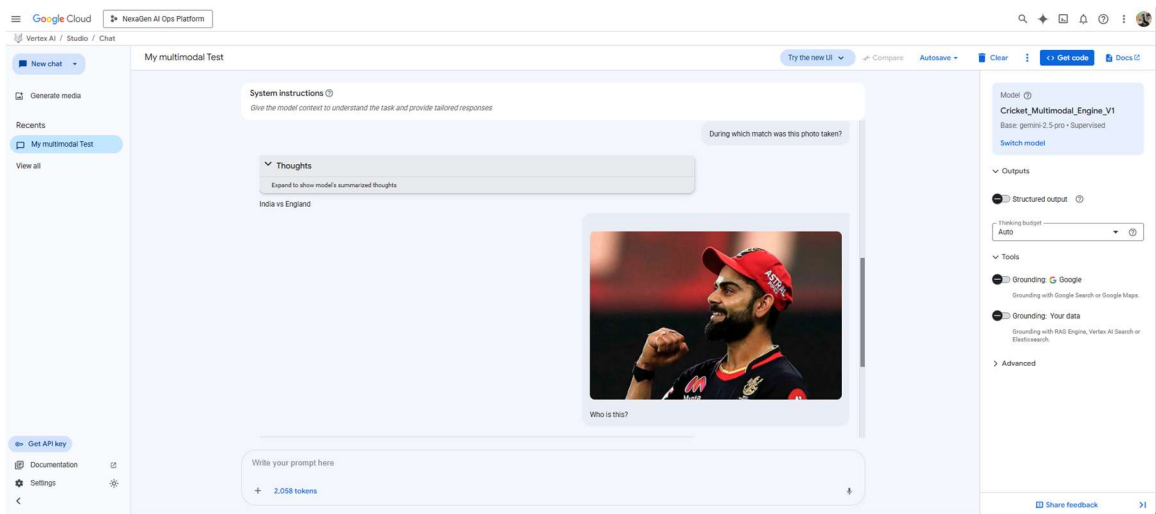 Google Cloud
NexaGen AI Ops Platform
Vertex AI / Studio / Chat
New chat
Generate media
Recents
My multimodal Test
View all
Get API key
Documentation
Settings
My multimodal Test
Try the new UI
Compare
Autosave
Clear
Get code
Docs
System instructions
Give the model context to understand the task and provide tailored responses
During which match was this photo taken?
Thoughts
Expand to show model's summarized thoughts
India vs England
ASTRAL
PIPES
Myntra
Who is this?
Write your prompt here
2,058 tokens
Model
Cricket_Multimodal_Engine_V1
Base: gemini-2.5-pro • Supervised
Switch model
Outputs
Structured output
Thinking budget
Auto
Tools
Grounding: Google
Grounding with Google Search or Google Maps.
Grounding: Your data
Grounding with RAG Engine, Vertex AI Search or
Elasticsearch.
Advanced
Share feedback